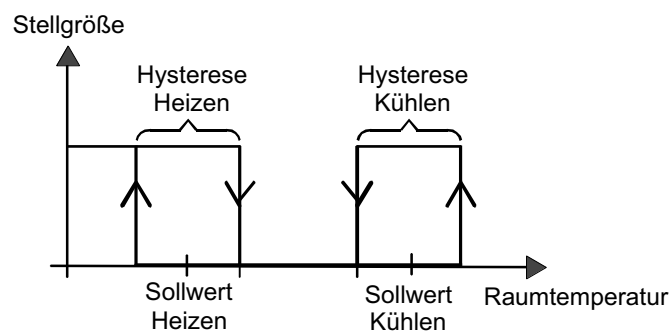 Stellgröße
Hysterese
Heizen
Hysterese
Kühlen
Sollwert
Heizen
Sollwert
Kühlen
Raumtemperatur